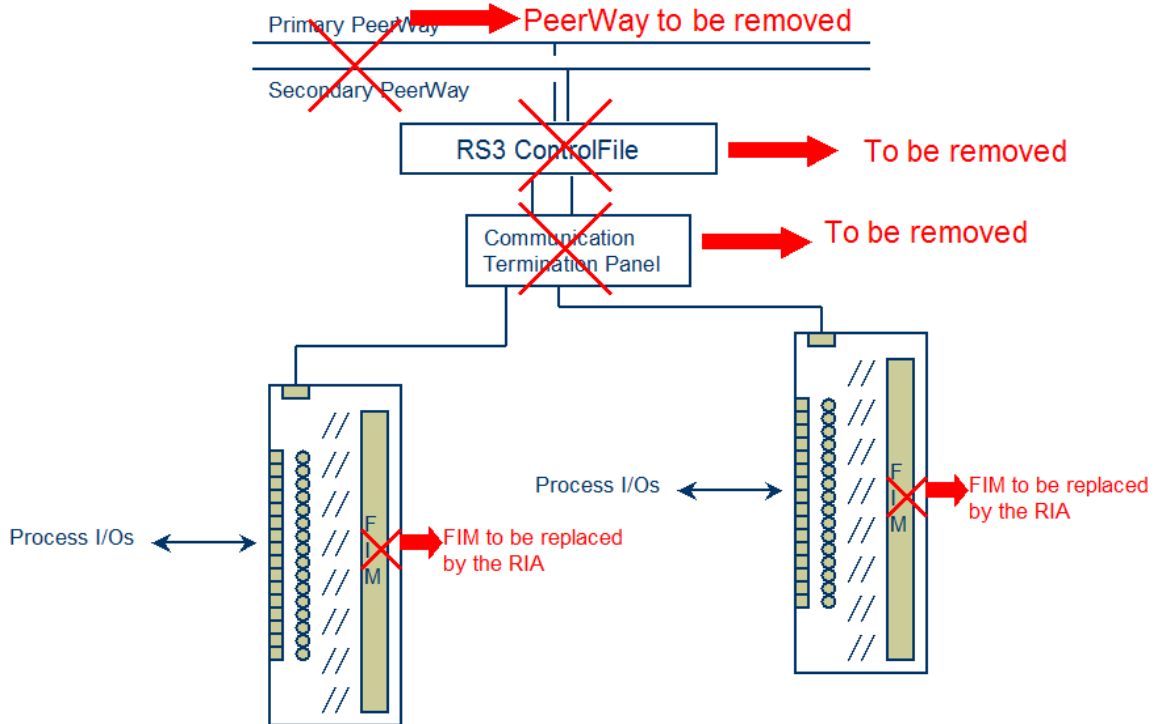 Primary PeerWay
PeerWay to be removed
Secondary PeerWay
RS3 ControlFile
To be removed
Communication
Termination Panel
To be removed
Process I/Os
F
I
M
FIM to be replaced
by the RIA
Process I/Os
F
I
M
FIM to be replaced
by the RIA